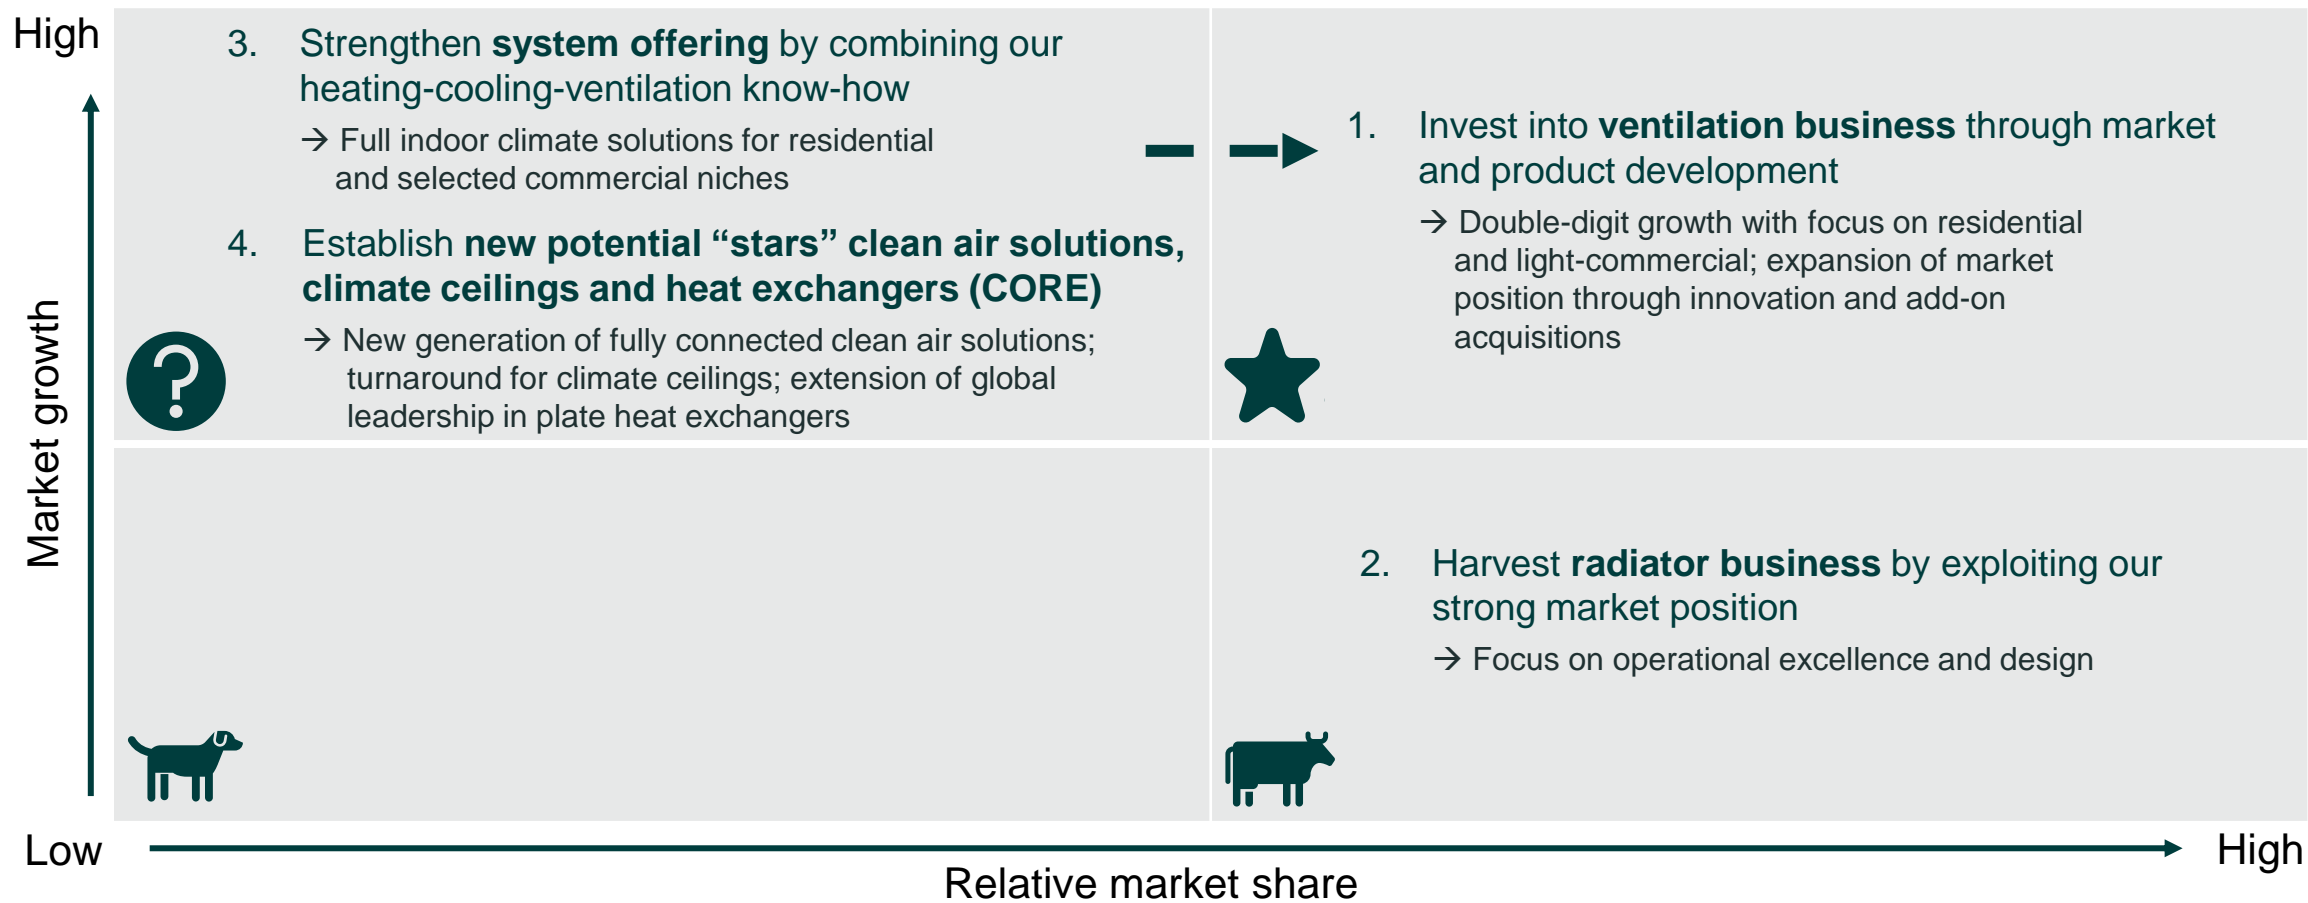 High
3. Strengthen system offering by combining our
heating-cooling-ventilation know-how
→ Full indoor climate solutions for residential
and selected commercial niches
4. Establish new potential “stars” clean air solutions,
climate ceilings and heat exchangers (CORE)
→ New generation of fully connected clean air solutions;
turnaround for climate ceilings; extension of global
leadership in plate heat exchangers
1. Invest into ventilation business through market
and product development
→ Double-digit growth with focus on residential
and light-commercial; expansion of market
position through innovation and add-on
acquisitions
Market growth
2. Harvest radiator business by exploiting our
strong market position
→ Focus on operational excellence and design
Low
High
Relative market share